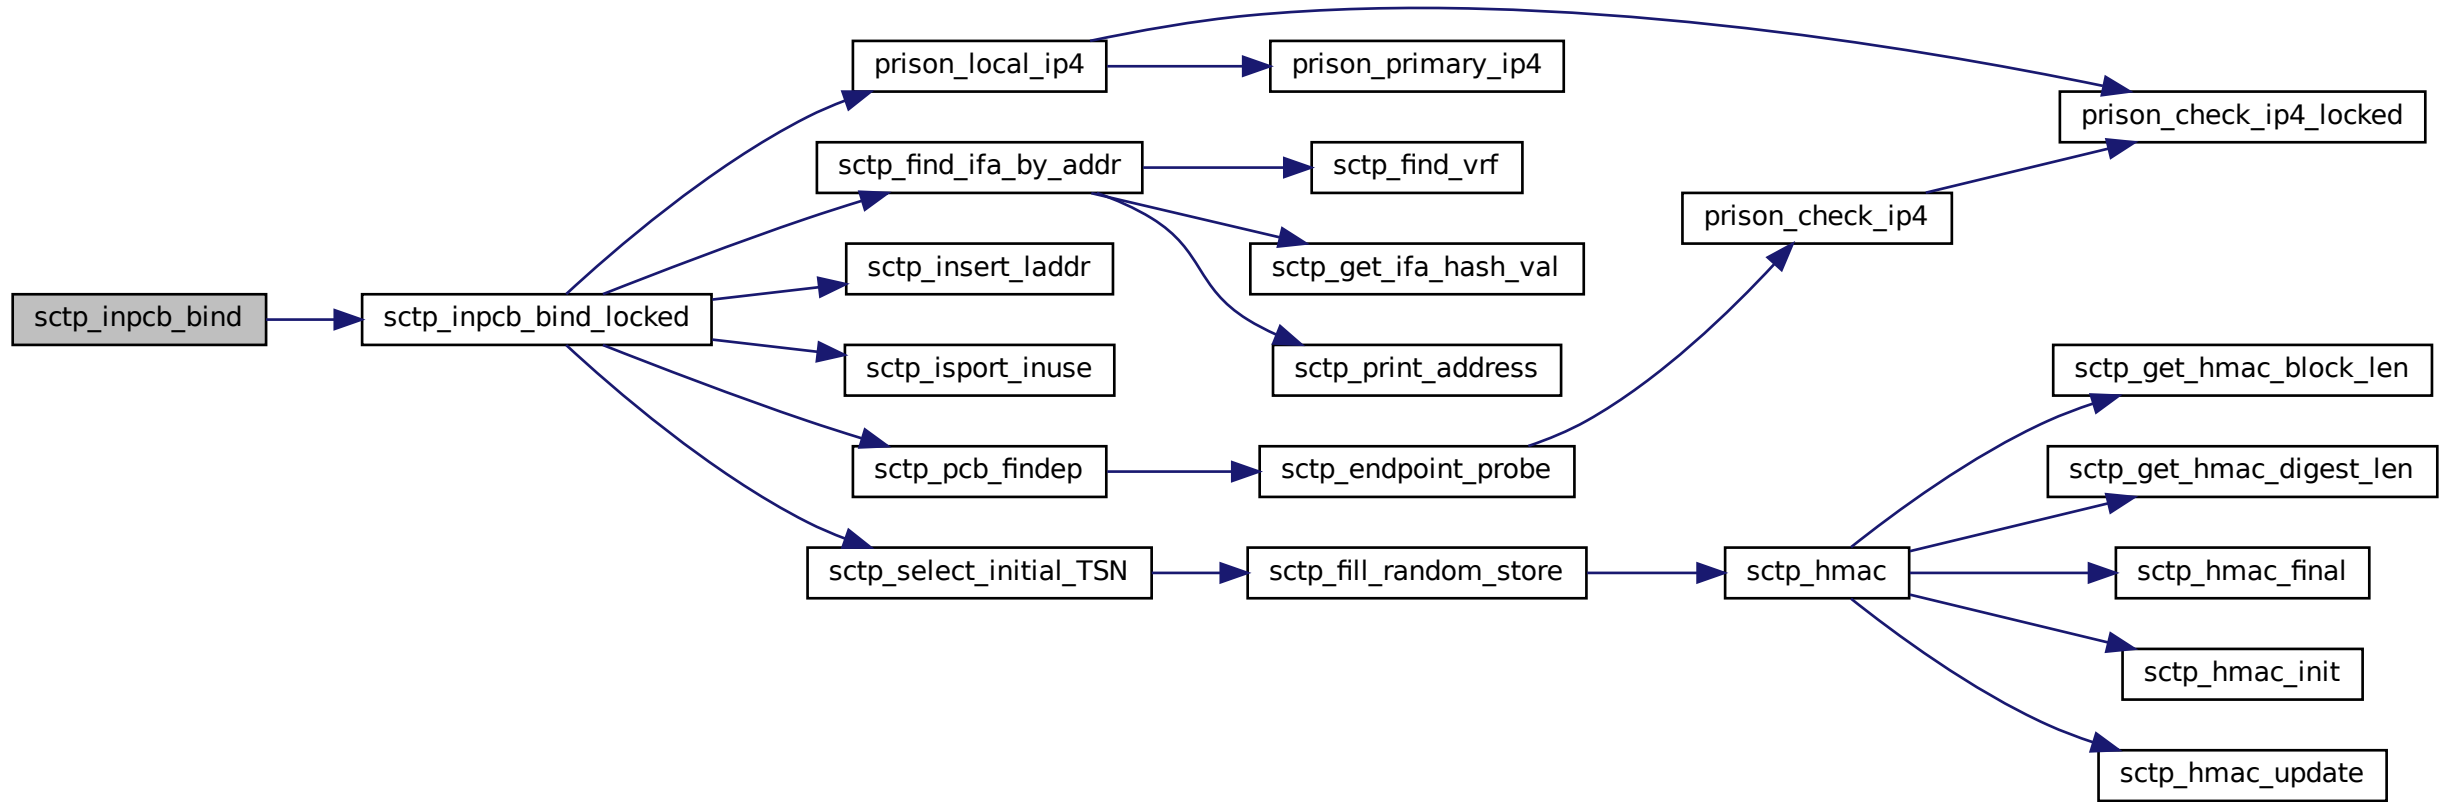 sctp_inpcb_bind
sctp_inpcb_bind_locked
prison_local_ip4
prison_primary_ip4
prison_check_ip4_locked
sctp_find_ifa_by_addr
sctp_find_vrf
prison_check_ip4
sctp_insert_laddr
sctp_get_ifa_hash_val
sctp_isport_inuse
sctp_print_address
sctp_get_hmac_block_len
sctp_pcb_findep
sctp_endpoint_probe
sctp_get_hmac_digest_len
sctp_select_initial_TSN
sctp_fill_random_store
sctp_hmac
sctp_hmac_final
sctp_hmac_init
sctp_hmac_update